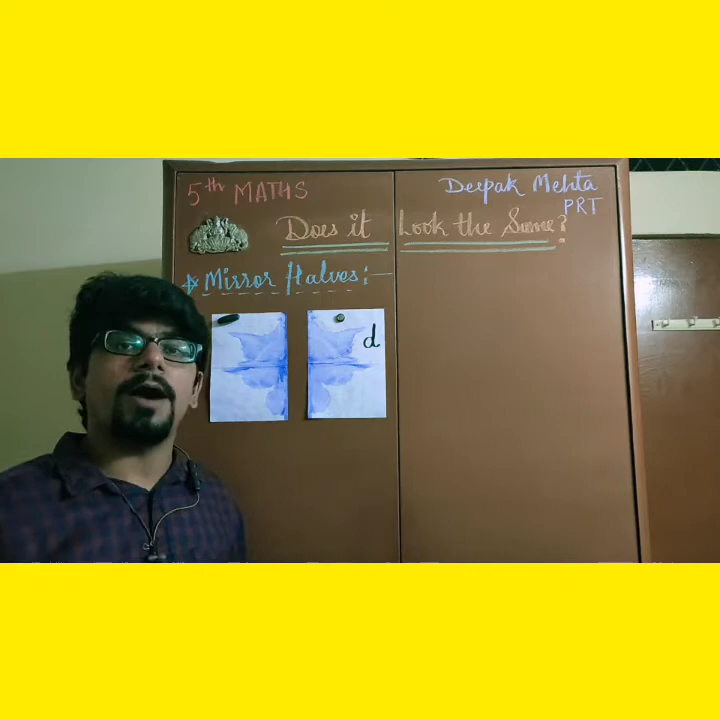 5th MATHS
Deepak Mehta
PRT
Does it Look the Same?
* Mirror Halves:-
d